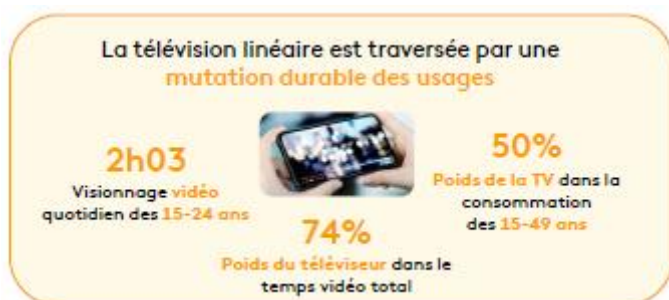 La télévision linéaire est traversée par une
mutation durable des usages
2h03
Visionnage vidéo
quotidien des 15-24 ans
74%
Poids du téléviseur dans le
temps vidéo total
50%
Poids de la TV dans la
consommation
des 15-49 ans